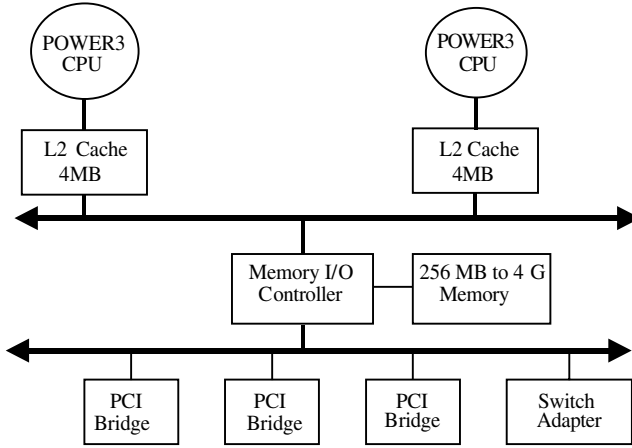 POWER3
CPU
POWER3
CPU
L2 Cache
4MB
L2 Cache
4MB
Memory I/O
Controller
256 MB to 4 G
Memory
PCI
Bridge
PCI
Bridge
PCI
Bridge
Switch
Adapter